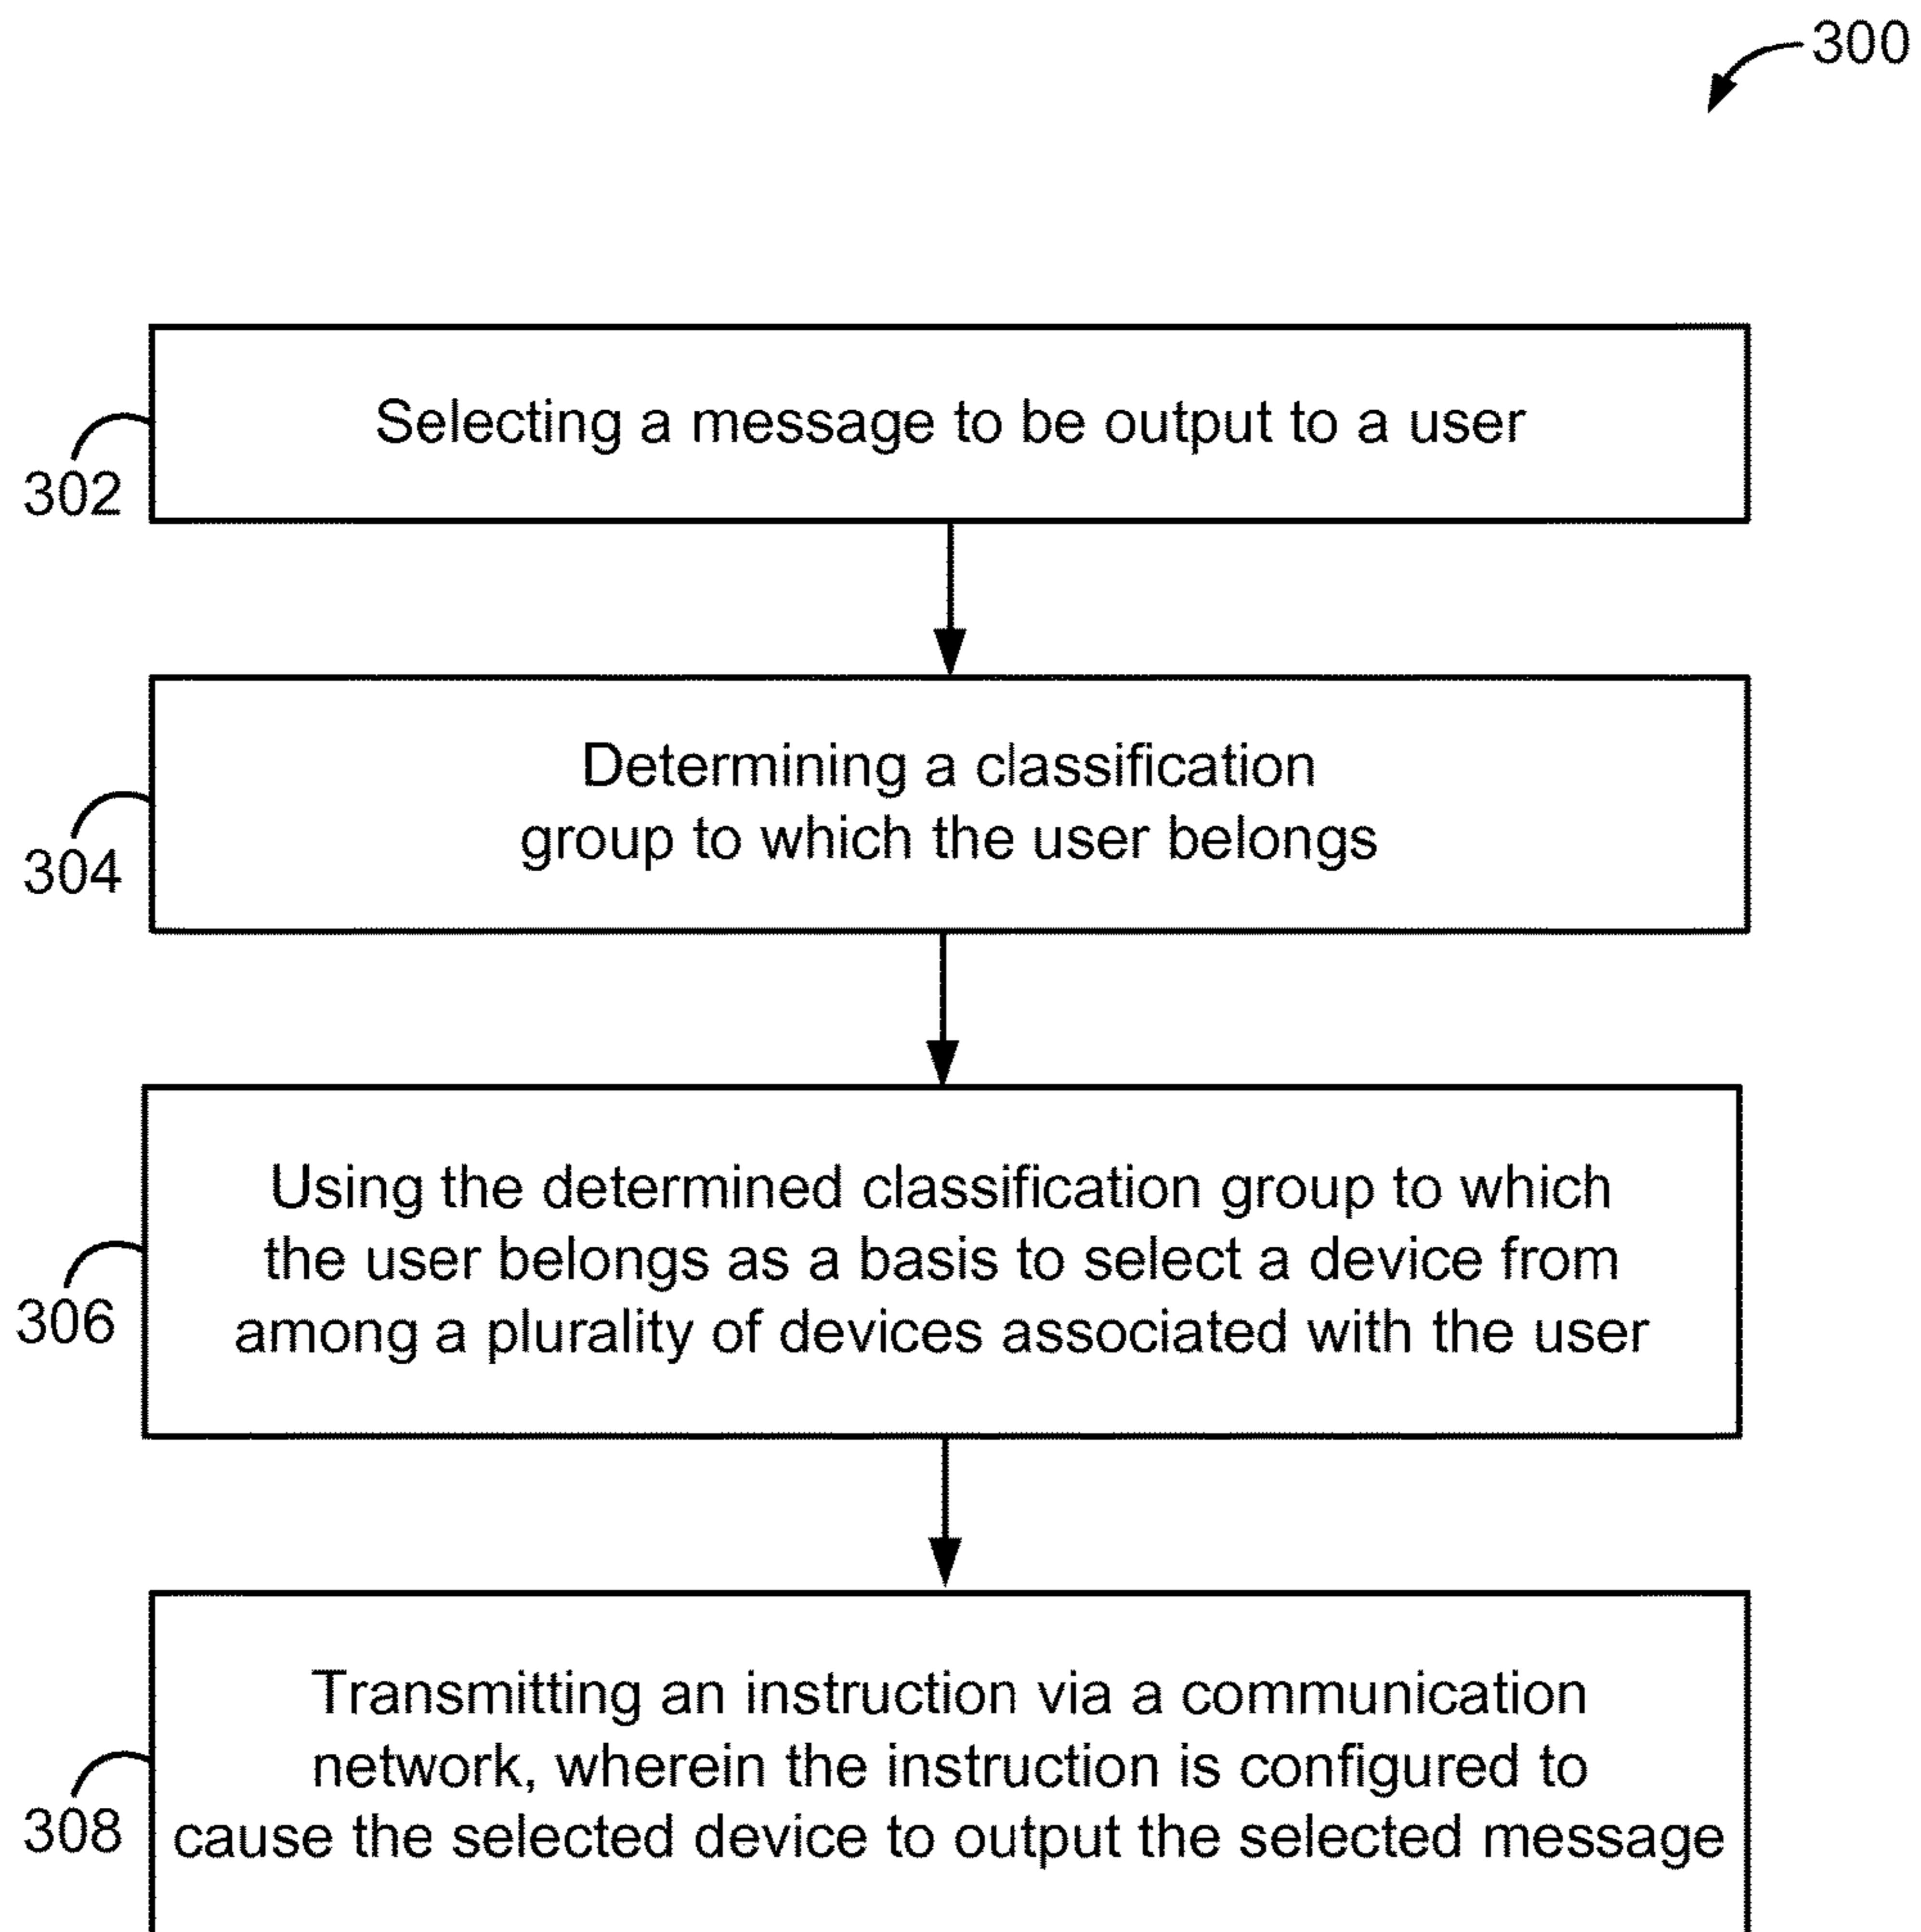 300
Selecting a message to be output to a user
302
Determining a classification
group to which the user belongs
304
Using the determined classification group to which
the user belongs as a basis to select a device from
among a plurality of devices associated with the user
306
Transmitting an instruction via a communication
network, wherein the instruction is configured to
cause the selected device to output the selected message
308